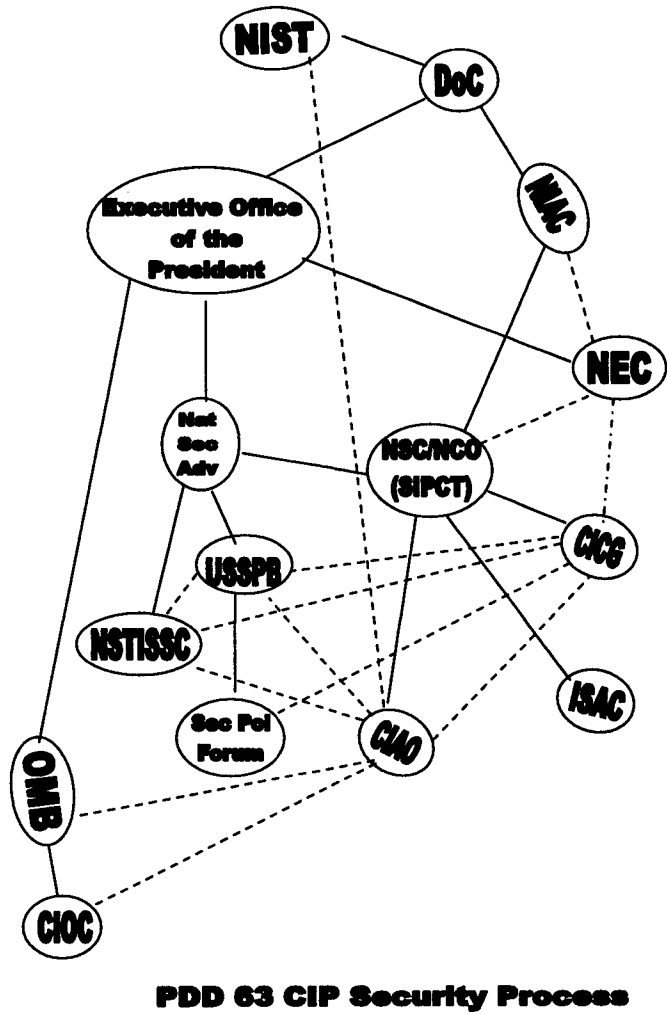 NIST
DoC
NIAC
Executive Office
of the
President
NEC
Nat
Sec
Adv
NSC/NCO
(SIPCT)
CICG
USSPB
NSTISSC
ISAC
Sec Pol
Forum
CIAO
OMB
CIOC
PDD 63 CIP Security Process